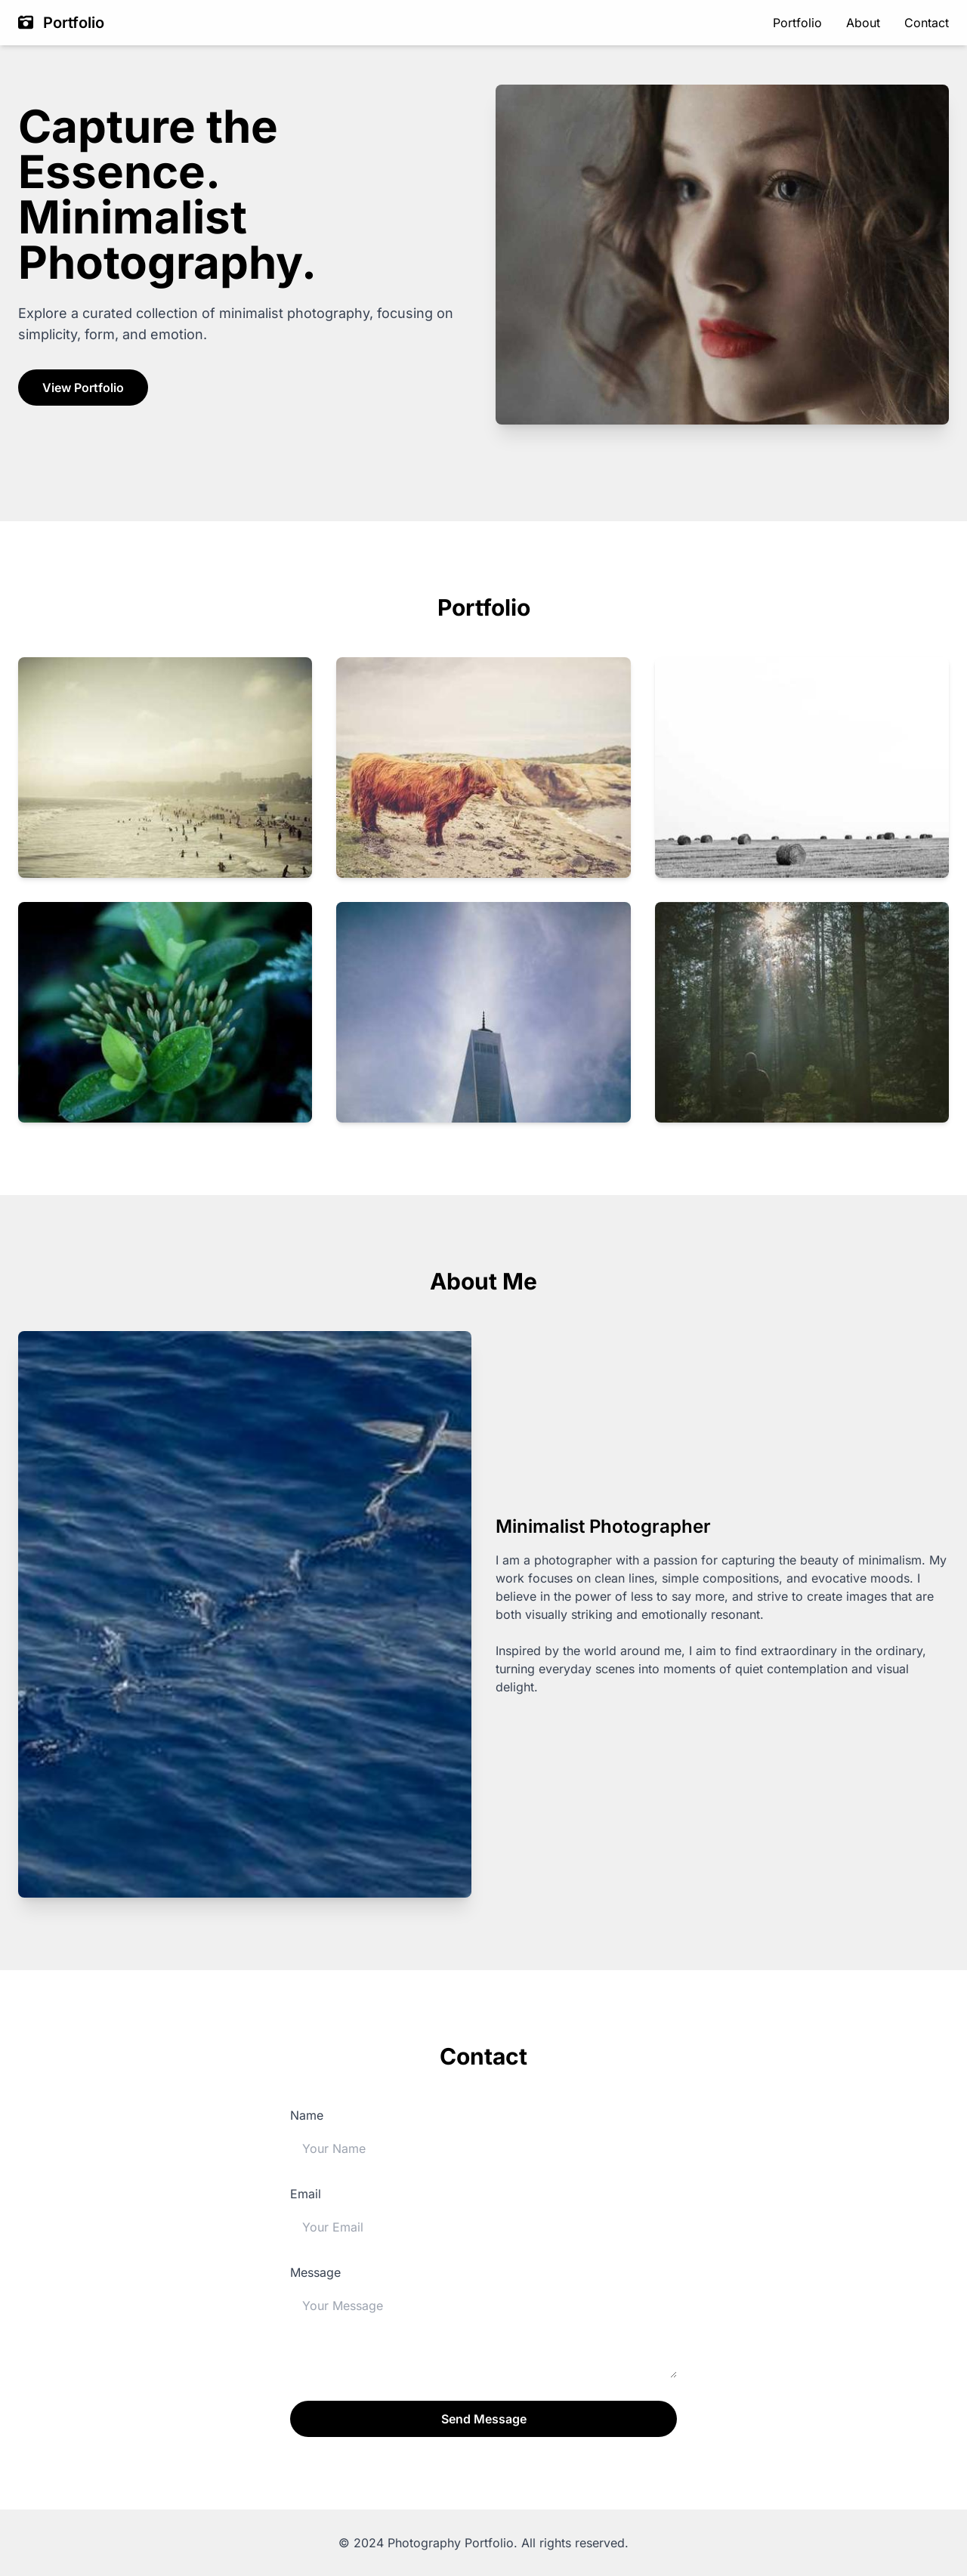 Portfolio
Portfolio About Contact
Capture the
Essence.
Minimalist
Photography.
Explore a curated collection of minimalist photography, focusing on
simplicity, form, and emotion.
View Portfolio
Portfolio
About Me
Minimalist Photographer
I am a photographer with a passion for capturing the beauty of minimalism. My
work focuses on clean lines, simple compositions, and evocative moods. I
believe in the power of less to say more, and strive to create images that are
both visually striking and emotionally resonant.
Inspired by the world around me, I aim to find extraordinary in the ordinary,
turning everyday scenes into moments of quiet contemplation and visual
delight.
Contact
Name
Your Name
Email
Your Email
Message
Your Message
Send Message
© 2024 Photography Portfolio. All rights reserved.